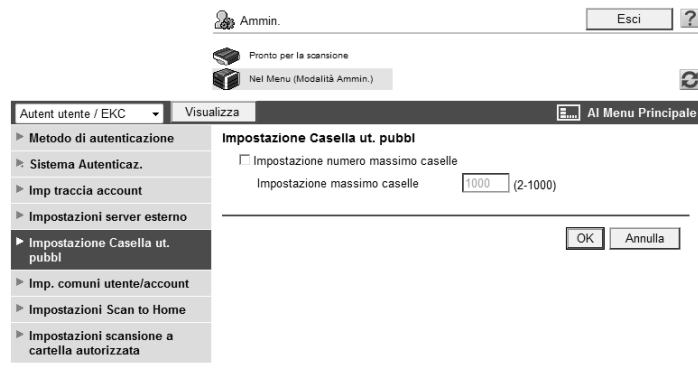 Ammin.
Esci
?
Pronto per la scansione
Nel Menu (Modalità Ammin.)
Autent utente / EKC
Visualizza
Al Menu Principale
Metodo di autenticazione
Sistema Autenticaz.
Imp traccia account
Impostazioni server esterno
Impostazione Casella ut.
pubbl
Imp. comuni utente/account
Impostazioni Scan to Home
Impostazioni scansione a
cartella autorizzata
Impostazione Casella ut. pubbl
Impostazione numero massimo caselle
Impostazione massimo caselle 1000 (2-1000)
OK
Annulla